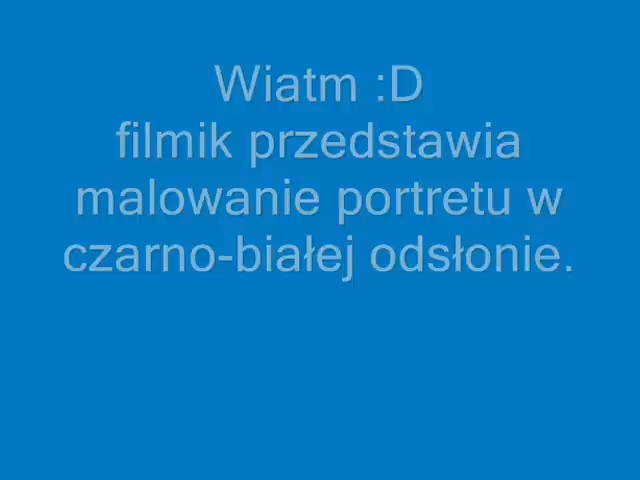 Wiatm :D
filmik przedstawia
malowanie portretu w
czarno-białej odsłonie.